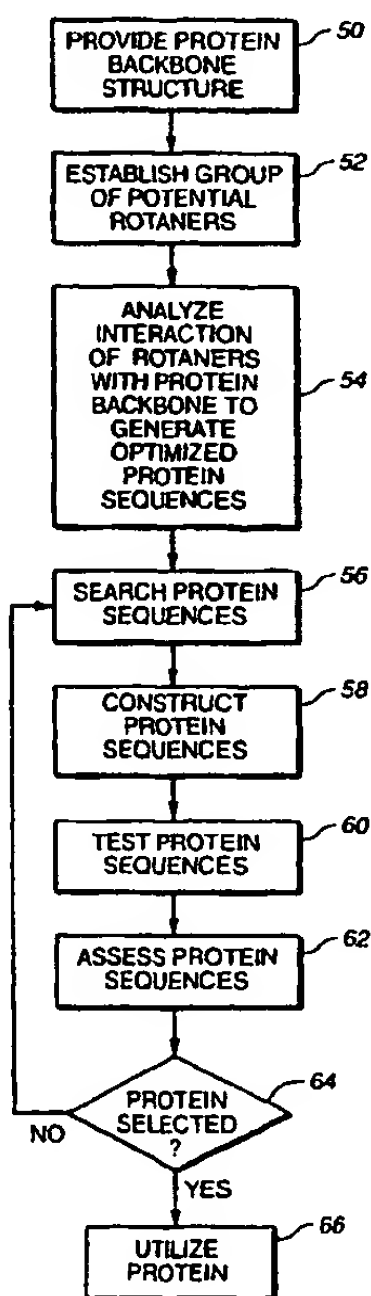 PROVIDE PROTEIN
BACKBONE
STRUCTURE
50
ESTABLISH GROUP
OF POTENTIAL
ROTANERS
52
ANALYZE
INTERACTION
OF ROTANERS
WITH PROTEIN
BACKBONE TO
GENERATE
OPTIMIZED
PROTEIN
SEQUENCES
54
SEARCH PROTEIN
SEQUENCES
56
CONSTRUCT
PROTEIN
SEQUENCES
58
TEST PROTEIN
SEQUENCES
60
ASSESS PROTEIN
SEQUENCES
62
PROTEIN
SELECTED
?
64
NO
YES
UTILIZE
PROTEIN
66